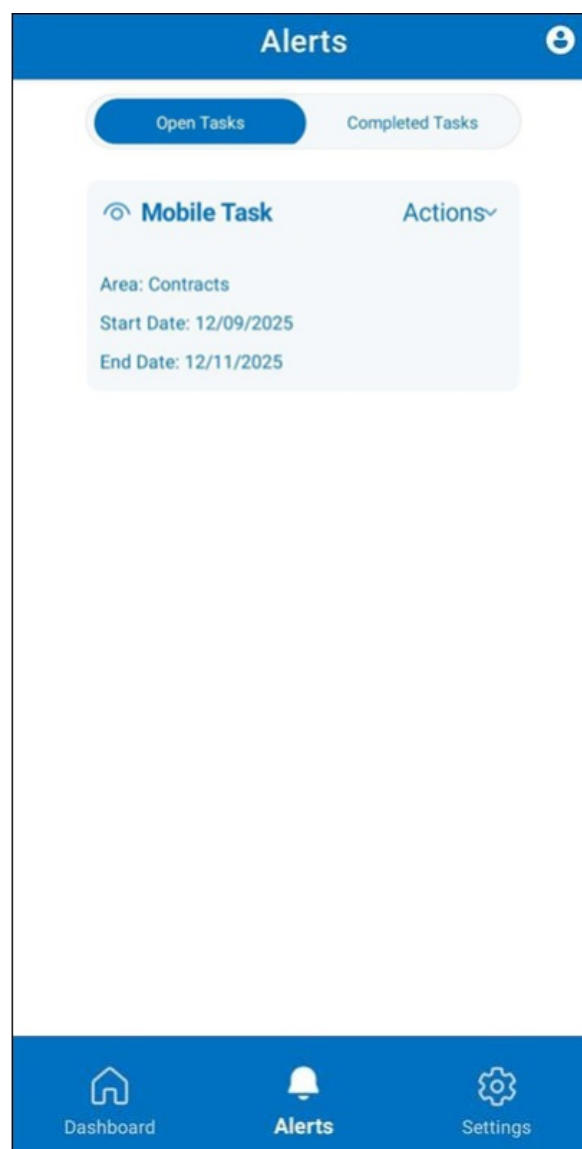 Alerts
Open Tasks Completed Tasks
Mobile Task Actions
Area: Contracts
Start Date: 12/09/2025
End Date: 12/11/2025
Dashboard Alerts Settings